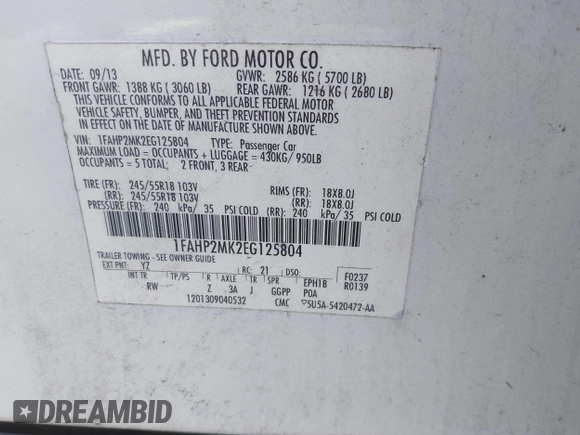 MFD. BY FORD MOTOR CO.
DATE: 09/13 GVWR: 2586 KG ( 5700 LB)
FRONT GAWR: 1388 KG ( 3060 LB) REAR GAWR: 1216 KG ( 2680 LB)
THIS VEHICLE CONFORMS TO ALL APPLICABLE FEDERAL MOTOR
VEHICLE SAFETY, BUMPER, AND THEFT PREVENTION STANDARDS
IN EFFECT ON THE DATE OF MANUFACTURE SHOWN ABOVE.
VIN: 1FAHP2MK2EG125804 TYPE: Passenger Car
MAXIMUM LOAD = OCCUPANTS + LUGGAGE = 430KG/ 950LB
OCCUPANTS = 5 TOTAL; 2 FRONT, 3 REAR
TIRE (FR): 245/55R18 103V RIMS (FR): 18X8.0J
(RR): 245/55R18 103V (RR): 18X8.0J
PRESSURE (FR): 240 kPa/ 35 PSI COLD (RR): 240 kPa/ 35 PSI COLD
1FAHP2MK2EG125804
TRAILER TOWING - SEE OWNER GUIDE
EXT PNT: YZ RC: 21 DSO: F0237
INT TR TP/PS R AXLE TR SPR EPH1B R0139
RW Z 3A J GGPP POA
1201309040532 CMC 5U5A-5420472-AA
DREAMBID